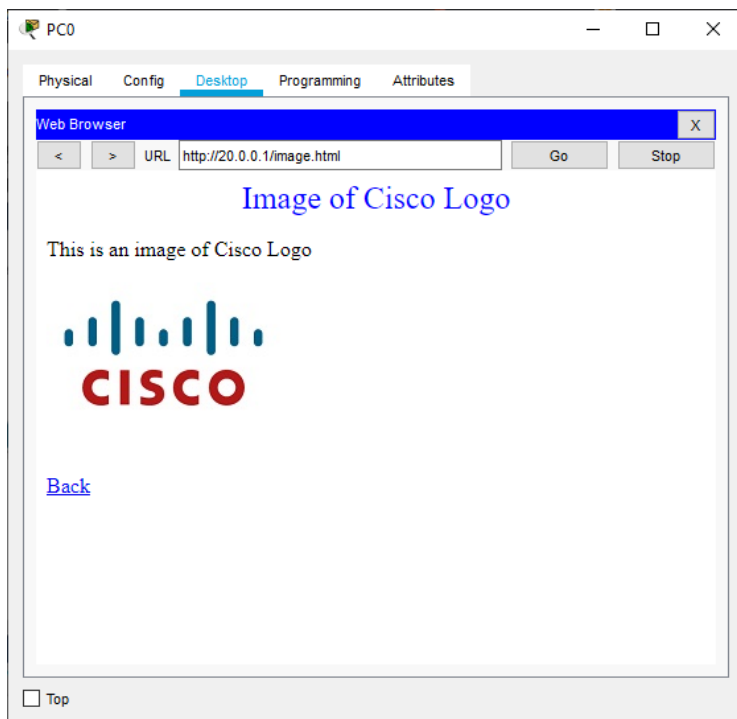 PC0
Physical Config Desktop Programming Attributes
Web Browser X
< > URL http://20.0.0.1/image.html Go Stop
Image of Cisco Logo
This is an image of Cisco Logo
CISCO
Back
Top